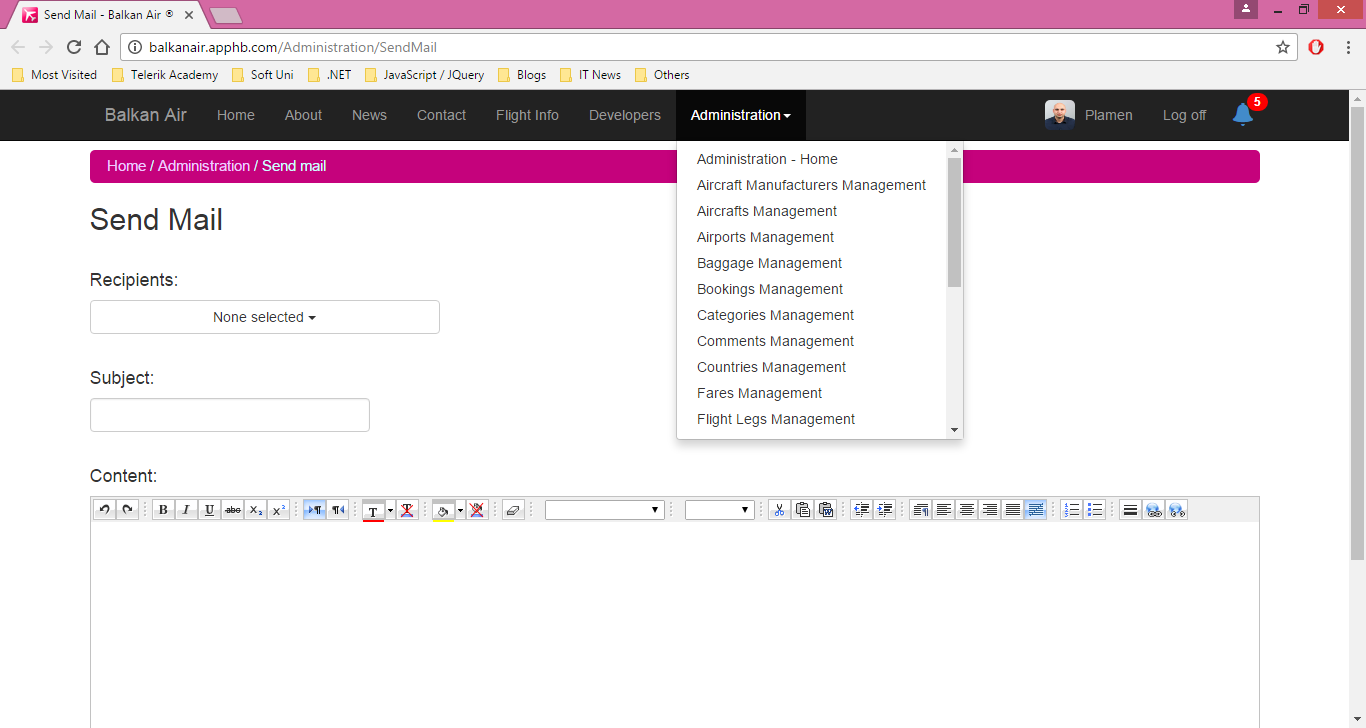 Send Mail - Balkan Air ®
balkanair.apphb.com/Administration/SendMail
Most Visited Telerik Academy Soft Uni .NET JavaScript / JQuery Blogs IT News Others
Balkan Air Home About News Contact Flight Info Developers Administration Plamen Log off 5
Home / Administration / Send mail
Administration - Home
Aircraft Manufacturers Management
Aircrafts Management
Airports Management
Baggage Management
Bookings Management
Categories Management
Comments Management
Countries Management
Fares Management
Flight Legs Management
Send Mail
Recipients:
None selected
Subject:
Content:
B I U abc X₂ X² T